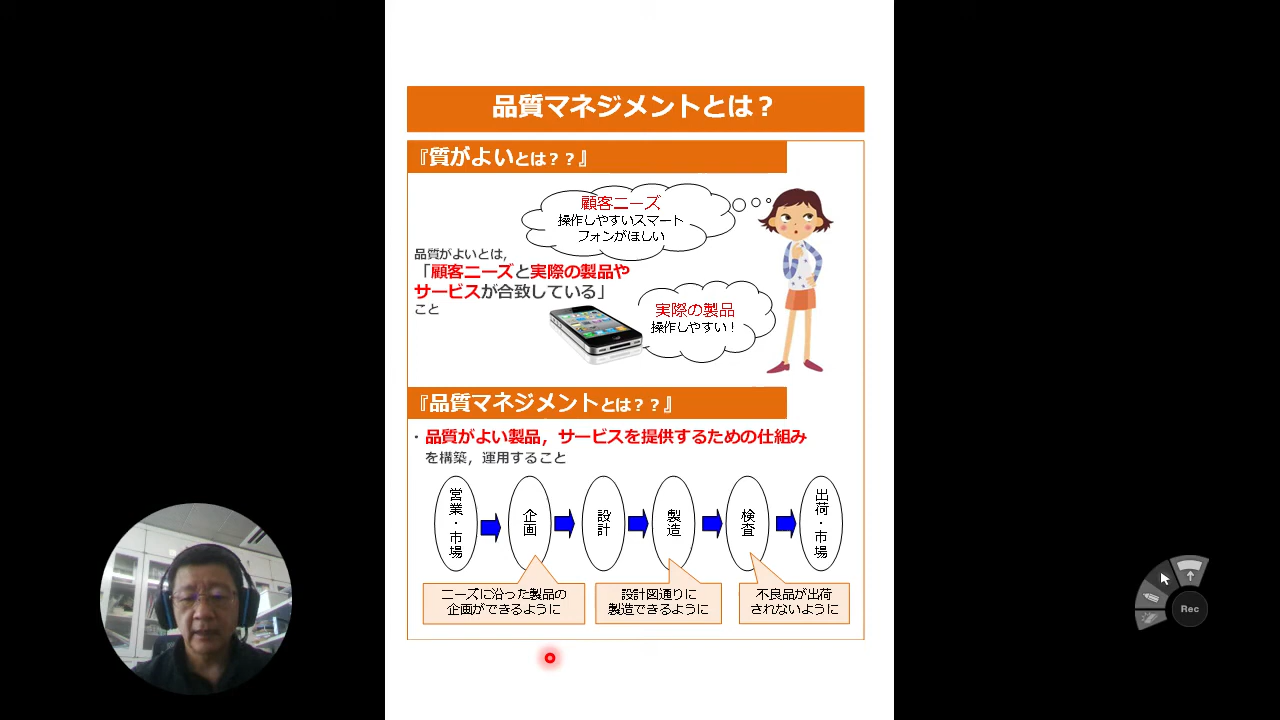 品質マネジメントとは？
『質がよいとは？？』
顧客ニーズ
操作しやすいスマート
フォンがほしい
品質がよいとは，
「顧客ニーズと実際の製品や
サービスが合致している」
こと
実際の製品
操作しやすい！
『品質マネジメントとは？？』
・品質がよい製品，サービスを提供するための仕組み
を構築，運用すること
営業・市場
企画
設計
製造
検査
出荷・市場
ニーズに沿った製品の
企画ができるように
設計図通りに
製造できるように
不良品が出荷
されないように
Rec